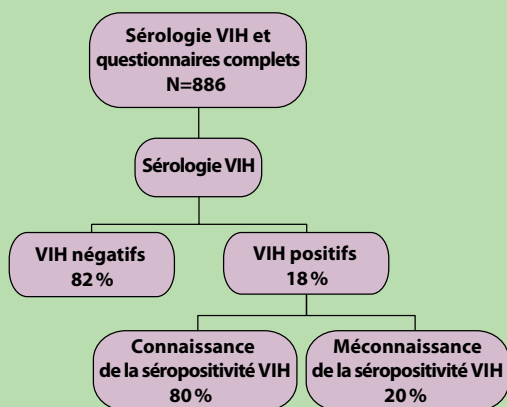 Sérologie VIH et
questionnaires complets
N=886
Sérologie VIH
VIH négatifs
82 %
VIH positifs
18 %
Connaissance
de la séropositivité VIH
80 %
Méconnaissance
de la séropositivité VIH
20 %